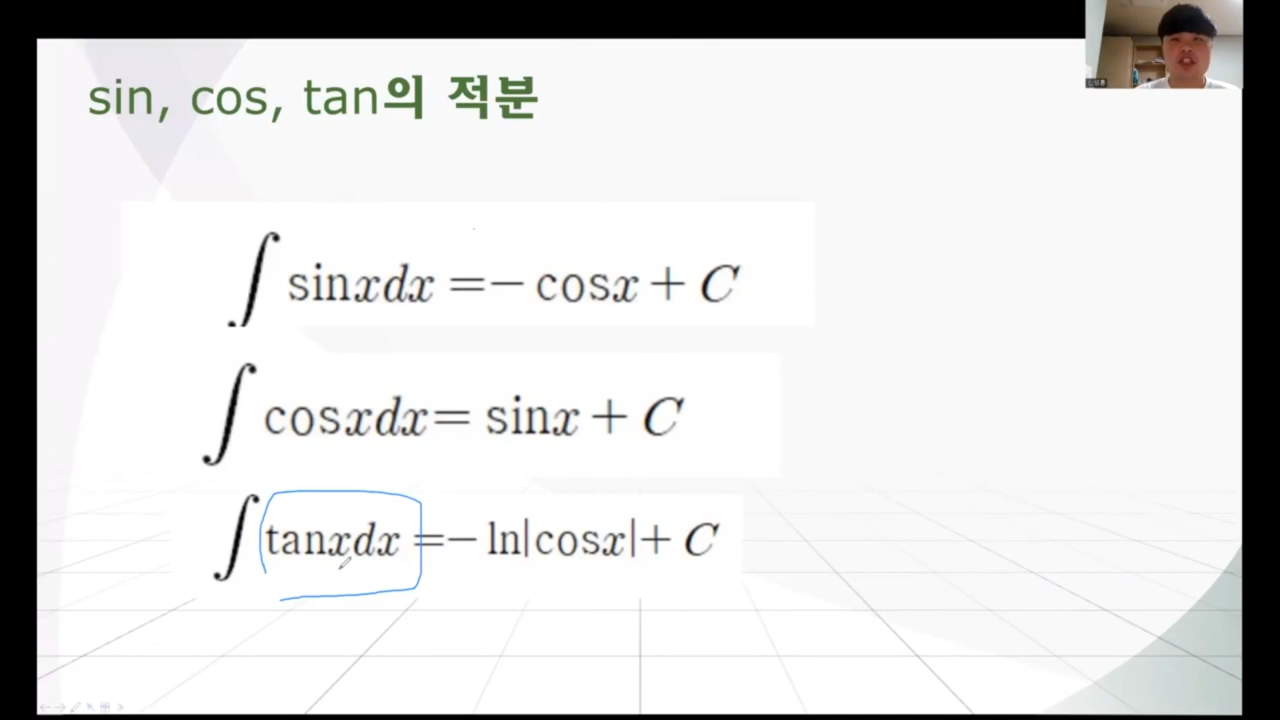 sin, cos, tan의 적분
∫ sinxdx =− cosx + C
∫ cosxdx= sinx + C
∫ tanxdx =− ln|cosx|+ C